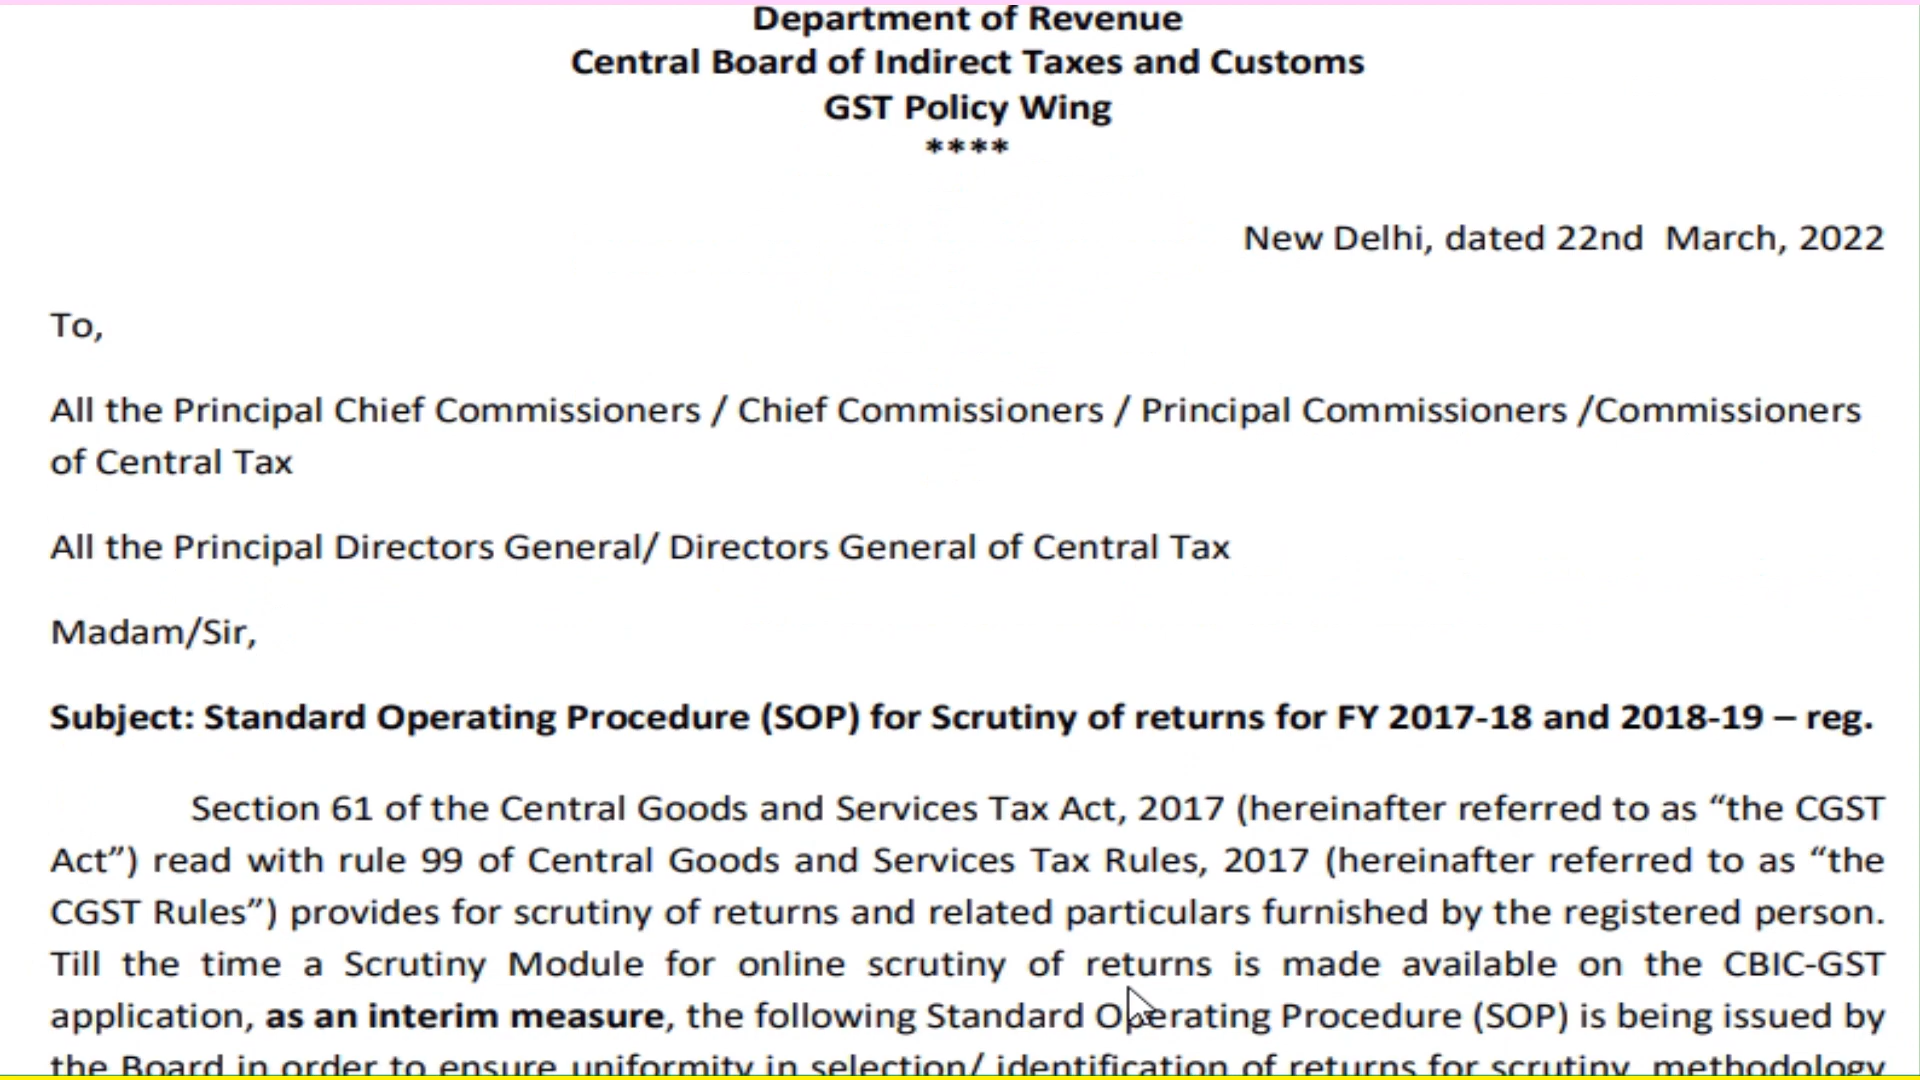 Department of Revenue
Central Board of Indirect Taxes and Customs
GST Policy Wing
****
New Delhi, dated 22nd  March, 2022
To,
All the Principal Chief Commissioners / Chief Commissioners / Principal Commissioners /Commissioners
of Central Tax
All the Principal Directors General/ Directors General of Central Tax
Madam/Sir,
Subject: Standard Operating Procedure (SOP) for Scrutiny of returns for FY 2017-18 and 2018-19 – reg.
Section 61 of the Central Goods and Services Tax Act, 2017 (hereinafter referred to as “the CGST
Act”) read with rule 99 of Central Goods and Services Tax Rules, 2017 (hereinafter referred to as “the
CGST Rules”) provides for scrutiny of returns and related particulars furnished by the registered person.
Till the time a Scrutiny Module for online scrutiny of returns is made available on the CBIC-GST
application, as an interim measure, the following Standard Operating Procedure (SOP) is being issued by
the Board in order to ensure uniformity in selection/ identification of returns for scrutiny, methodology